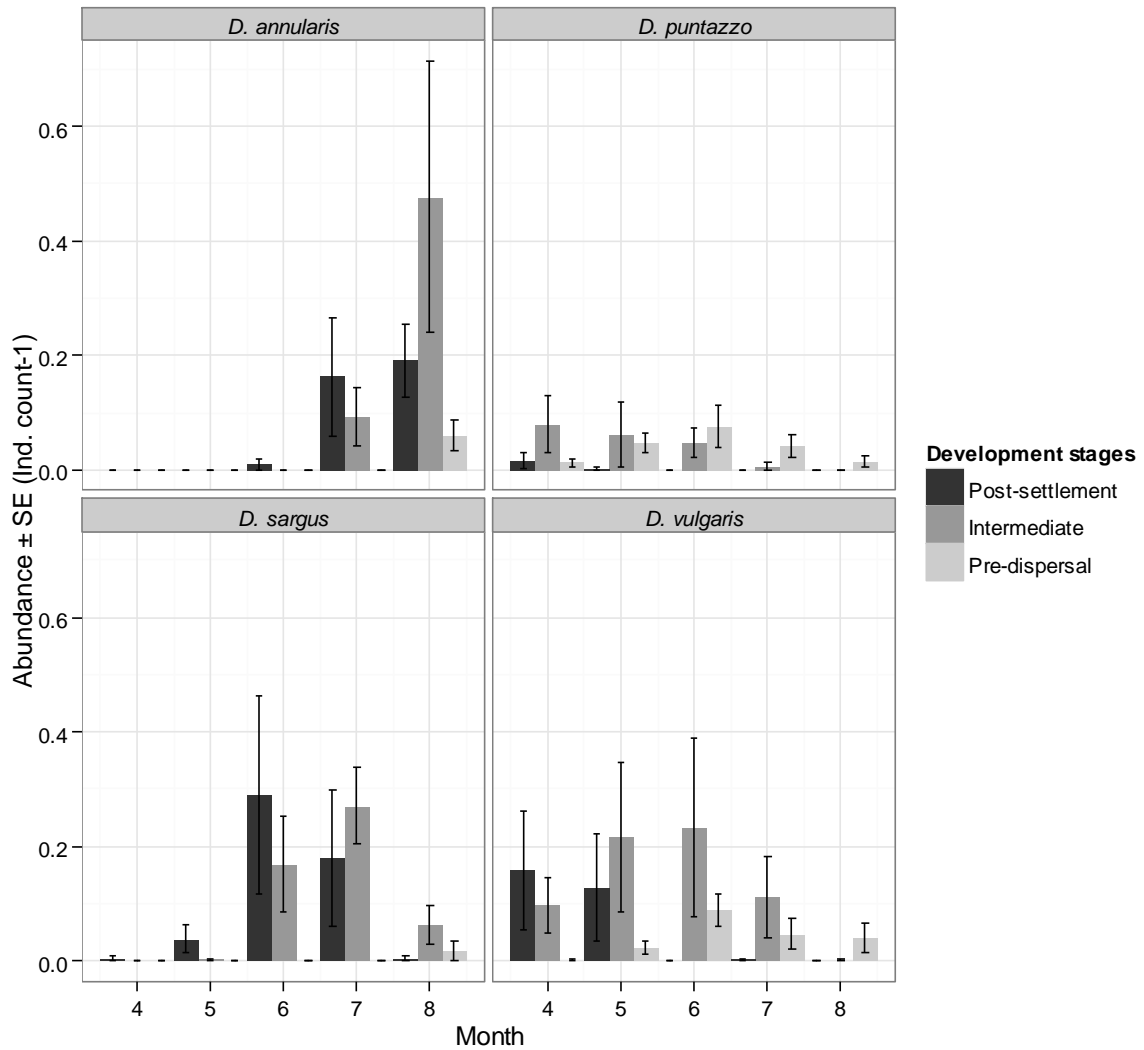 D. annularis
D. puntazzo
0.6
0.4
0.2
0.0
D. sargus
D. vulgaris
0.6
0.4
0.2
0.0
4 5 6 7 8
4 5 6 7 8
Month
Abundance ± SE (Ind. count-1)
Development stages
Post-settlement
Intermediate
Pre-dispersal